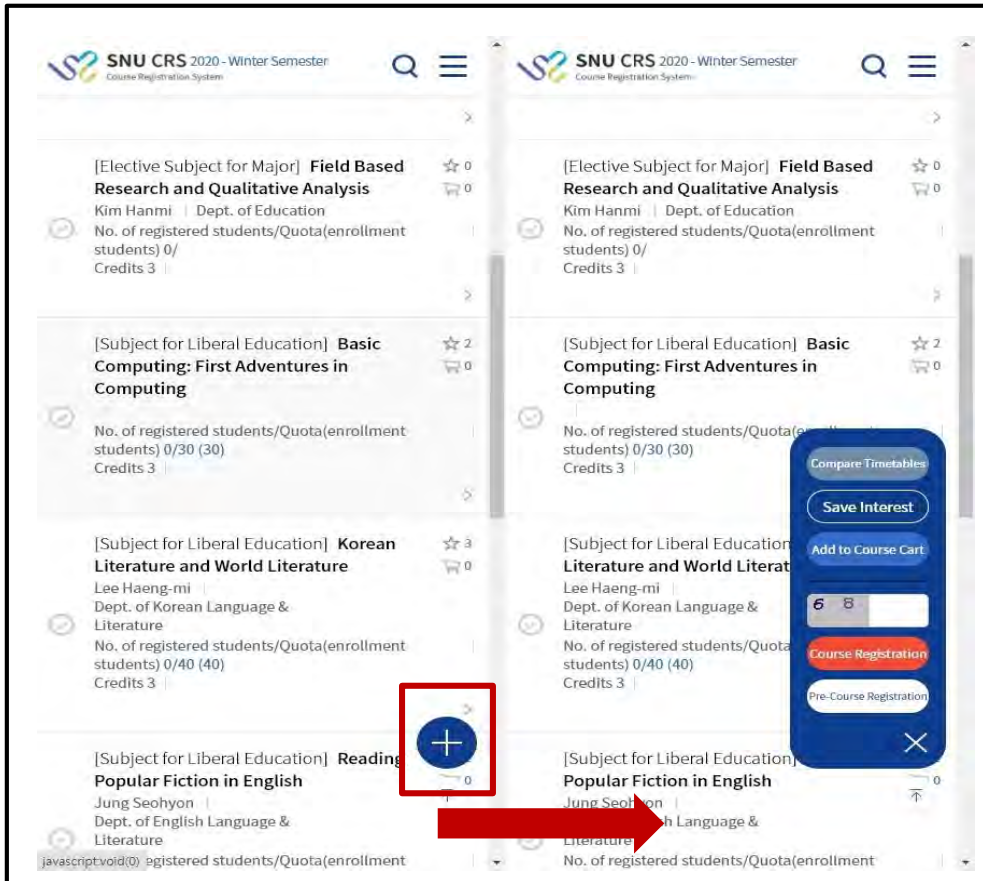 SNU CRS 2020 - Winter Semester
Course Registration System
[Elective Subject for Major] Field Based
Research and Qualitative Analysis
Kim Hanmi | Dept. of Education
No. of registered students/Quota(enrollment
students) 0/
Credits 3
0
0
[Subject for Liberal Education] Basic
Computing: First Adventures in
Computing
No. of registered students/Quota(enrollment
students) 0/30 (30)
Credits 3
2
0
[Subject for Liberal Education] Korean
Literature and World Literature
Lee Haeng-mi
Dept. of Korean Language &
Literature
No. of registered students/Quota(enrollment
students) 0/40 (40)
Credits 3
3
0
[Subject for Liberal Education] Reading
Popular Fiction in English
Jung Seohyon
Dept. of English Language &
Literature
egistered students/Quota(enrollment
0
javascript:void(0)
SNU CRS 2020 - Winter Semester
Course Registration System
[Elective Subject for Major] Field Based
Research and Qualitative Analysis
Kim Hanmi | Dept. of Education
No. of registered students/Quota(enrollment
students) 0/
Credits 3
0
0
[Subject for Liberal Education] Basic
Computing: First Adventures in
Computing
No. of registered students/Quota(e
students) 0/30 (30)
Credits 3
2
0
[Subject for Liberal Education
Literature and World Literat
Lee Haeng-mi
Dept. of Korean Language &
Literature
No. of registered students/Quota
students) 0/40 (40)
Credits 3
[Subject for Liberal Education]
Popular Fiction in English
Jung Seohyon
h Language &
Literature
No. of registered students/Quota(enrollment
0
Compare Timetables
Save Interest
Add to Course Cart
6 8
Course Registration
Pre-Course Registration